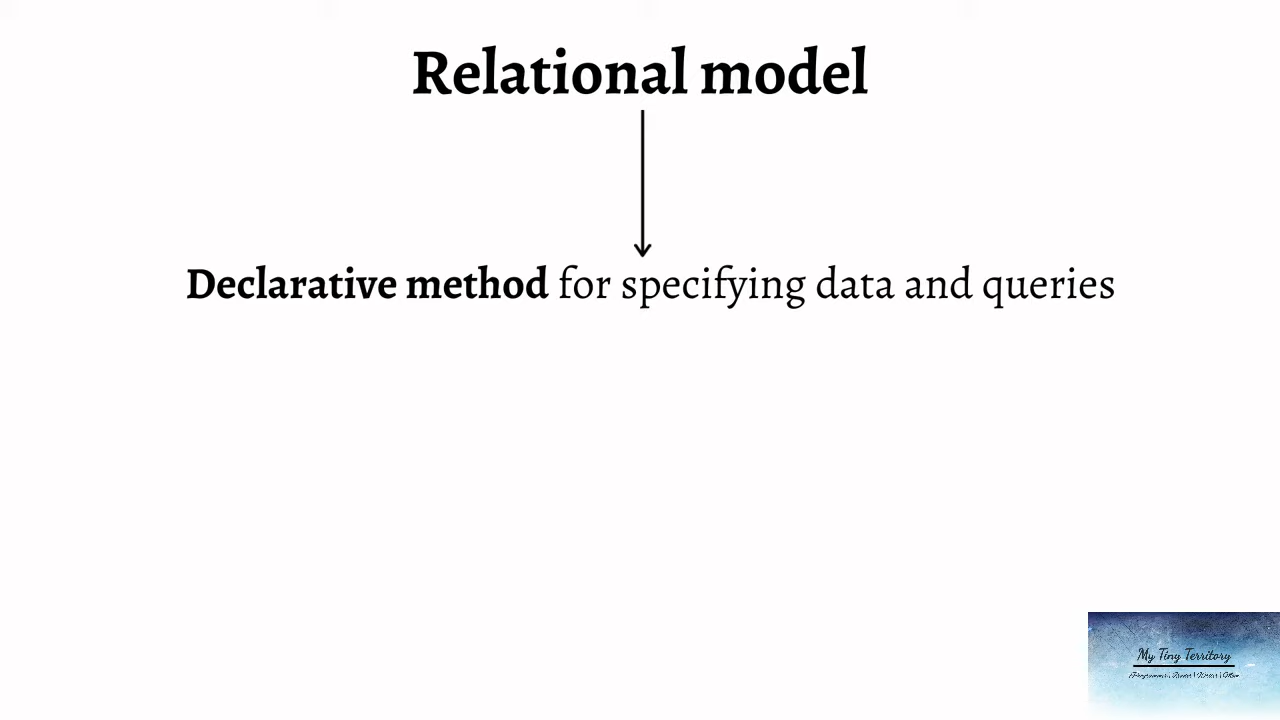 Relational model
Declarative method for specifying data and queries
My Tiny Territory